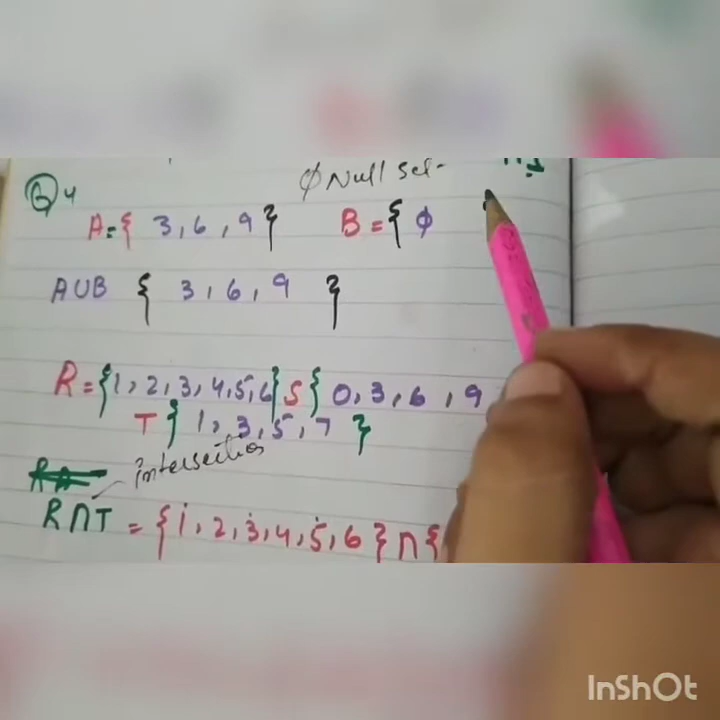 φ Null Set
Q 4
A = { 3, 6, 9 } B = { φ
A U B { 3, 6, 9 }
R = { 1, 2, 3, 4, 5, 6 } S { 0, 3, 6, 9
T { 1, 3, 5, 7 }
intersection
R ∩ T = { 1, 2, 3, 4, 5, 6 } ∩ {
InShOt